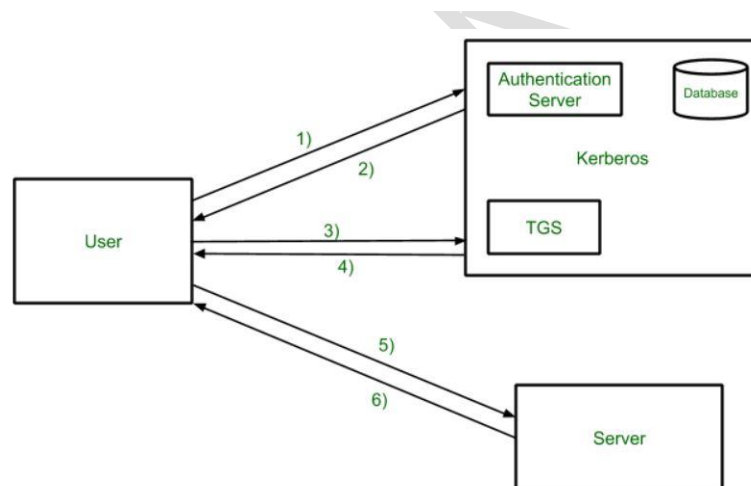 Authentication
Server
Database
1)
2)
Kerberos
User
3)
TGS
4)
5)
6)
Server